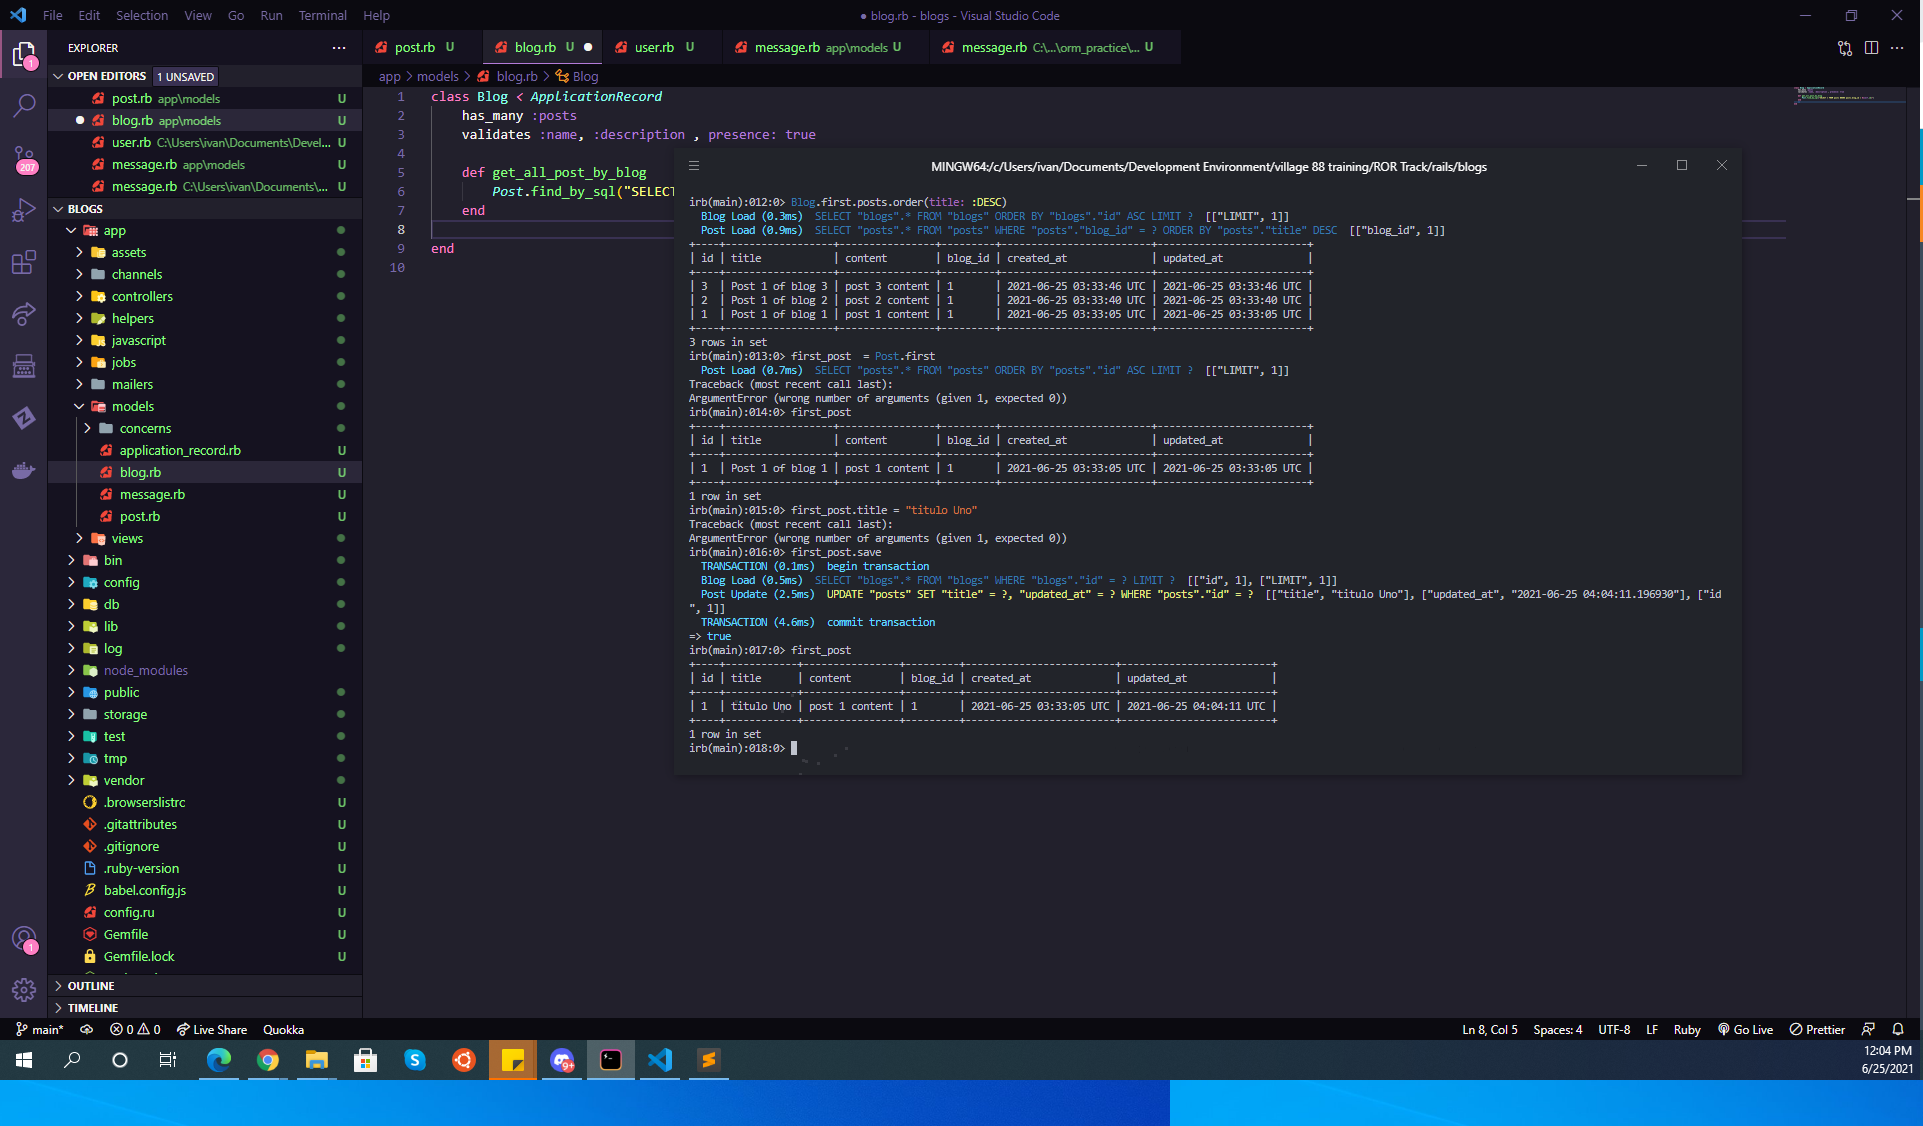 File Edit Selection View Go Run Terminal Help
● blog.rb - blogs - Visual Studio Code
EXPLORER
OPEN EDITORS 1 UNSAVED
post.rb app\models U
blog.rb app\models U
user.rb C:\Users\ivan\Documents\Devel... U
message.rb app\models U
message.rb C:\Users\ivan\Documents\... U
BLOGS
app
assets
channels
controllers
helpers
javascript
jobs
mailers
models
concerns
application_record.rb U
blog.rb U
message.rb U
post.rb U
views
bin
config
db
lib
log
node_modules
public
storage
test
tmp
vendor
.browserslistrc U
.gitattributes U
.gitignore U
.ruby-version U
babel.config.js U
config.ru U
Gemfile U
Gemfile.lock U
OUTLINE
TIMELINE
1
207
1
post.rb U blog.rb U ● user.rb U message.rb app\models U message.rb C:\...\orm_practice\... U
app > models > blog.rb > Blog
1 class Blog < ApplicationRecord
2 has_many :posts
3 validates :name, :description , presence: true
4
5 def get_all_post_by_blog
6 Post.find_by_sql("SELECT
7 end
8
9 end
10
MINGW64:/c/Users/ivan/Documents/Development Environment/village 88 training/ROR Track/rails/blogs
irb(main):012:0> Blog.first.posts.order(title: :DESC)
Blog Load (0.3ms) SELECT "blogs".* FROM "blogs" ORDER BY "blogs"."id" ASC LIMIT ? [["LIMIT", 1]]
Post Load (0.9ms) SELECT "posts".* FROM "posts" WHERE "posts"."blog_id" = ? ORDER BY "posts"."title" DESC [["blog_id", 1]]
+----+------------------+----------------+---------+-------------------------+-------------------------+
| id | title | content | blog_id | created_at | updated_at |
+----+------------------+----------------+---------+-------------------------+-------------------------+
| 3 | Post 1 of blog 3 | post 3 content | 1 | 2021-06-25 03:33:46 UTC | 2021-06-25 03:33:46 UTC |
| 2 | Post 1 of blog 2 | post 2 content | 1 | 2021-06-25 03:33:40 UTC | 2021-06-25 03:33:40 UTC |
| 1 | Post 1 of blog 1 | post 1 content | 1 | 2021-06-25 03:33:05 UTC | 2021-06-25 03:33:05 UTC |
+----+------------------+----------------+---------+-------------------------+-------------------------+
3 rows in set
irb(main):013:0> first_post = Post.first
Post Load (0.7ms) SELECT "posts".* FROM "posts" ORDER BY "posts"."id" ASC LIMIT ? [["LIMIT", 1]]
Traceback (most recent call last):
ArgumentError (wrong number of arguments (given 1, expected 0))
irb(main):014:0> first_post
+----+------------------+----------------+---------+-------------------------+-------------------------+
| id | title | content | blog_id | created_at | updated_at |
+----+------------------+----------------+---------+-------------------------+-------------------------+
| 1 | Post 1 of blog 1 | post 1 content | 1 | 2021-06-25 03:33:05 UTC | 2021-06-25 03:33:05 UTC |
+----+------------------+----------------+---------+-------------------------+-------------------------+
1 row in set
irb(main):015:0> first_post.title = "titulo Uno"
Traceback (most recent call last):
ArgumentError (wrong number of arguments (given 1, expected 0))
irb(main):016:0> first_post.save
TRANSACTION (0.1ms) begin transaction
Blog Load (0.5ms) SELECT "blogs".* FROM "blogs" WHERE "blogs"."id" = ? LIMIT ? [["id", 1], ["LIMIT", 1]]
Post Update (2.5ms) UPDATE "posts" SET "title" = ?, "updated_at" = ? WHERE "posts"."id" = ? [["title", "titulo Uno"], ["updated_at", "2021-06-25 04:04:11.196930"], ["id
", 1]]
TRANSACTION (4.6ms) commit transaction
=> true
irb(main):017:0> first_post
+----+------------+----------------+---------+-------------------------+-------------------------+
| id | title | content | blog_id | created_at | updated_at |
+----+------------+----------------+---------+-------------------------+-------------------------+
| 1 | titulo Uno | post 1 content | 1 | 2021-06-25 03:33:05 UTC | 2021-06-25 04:04:11 UTC |
+----+------------+----------------+---------+-------------------------+-------------------------+
1 row in set
irb(main):018:0>
main* 0 0 Live Share Quokka
Ln 8, Col 5 Spaces: 4 UTF-8 LF Ruby Go Live Prettier
9+
12:04 PM
6/25/2021